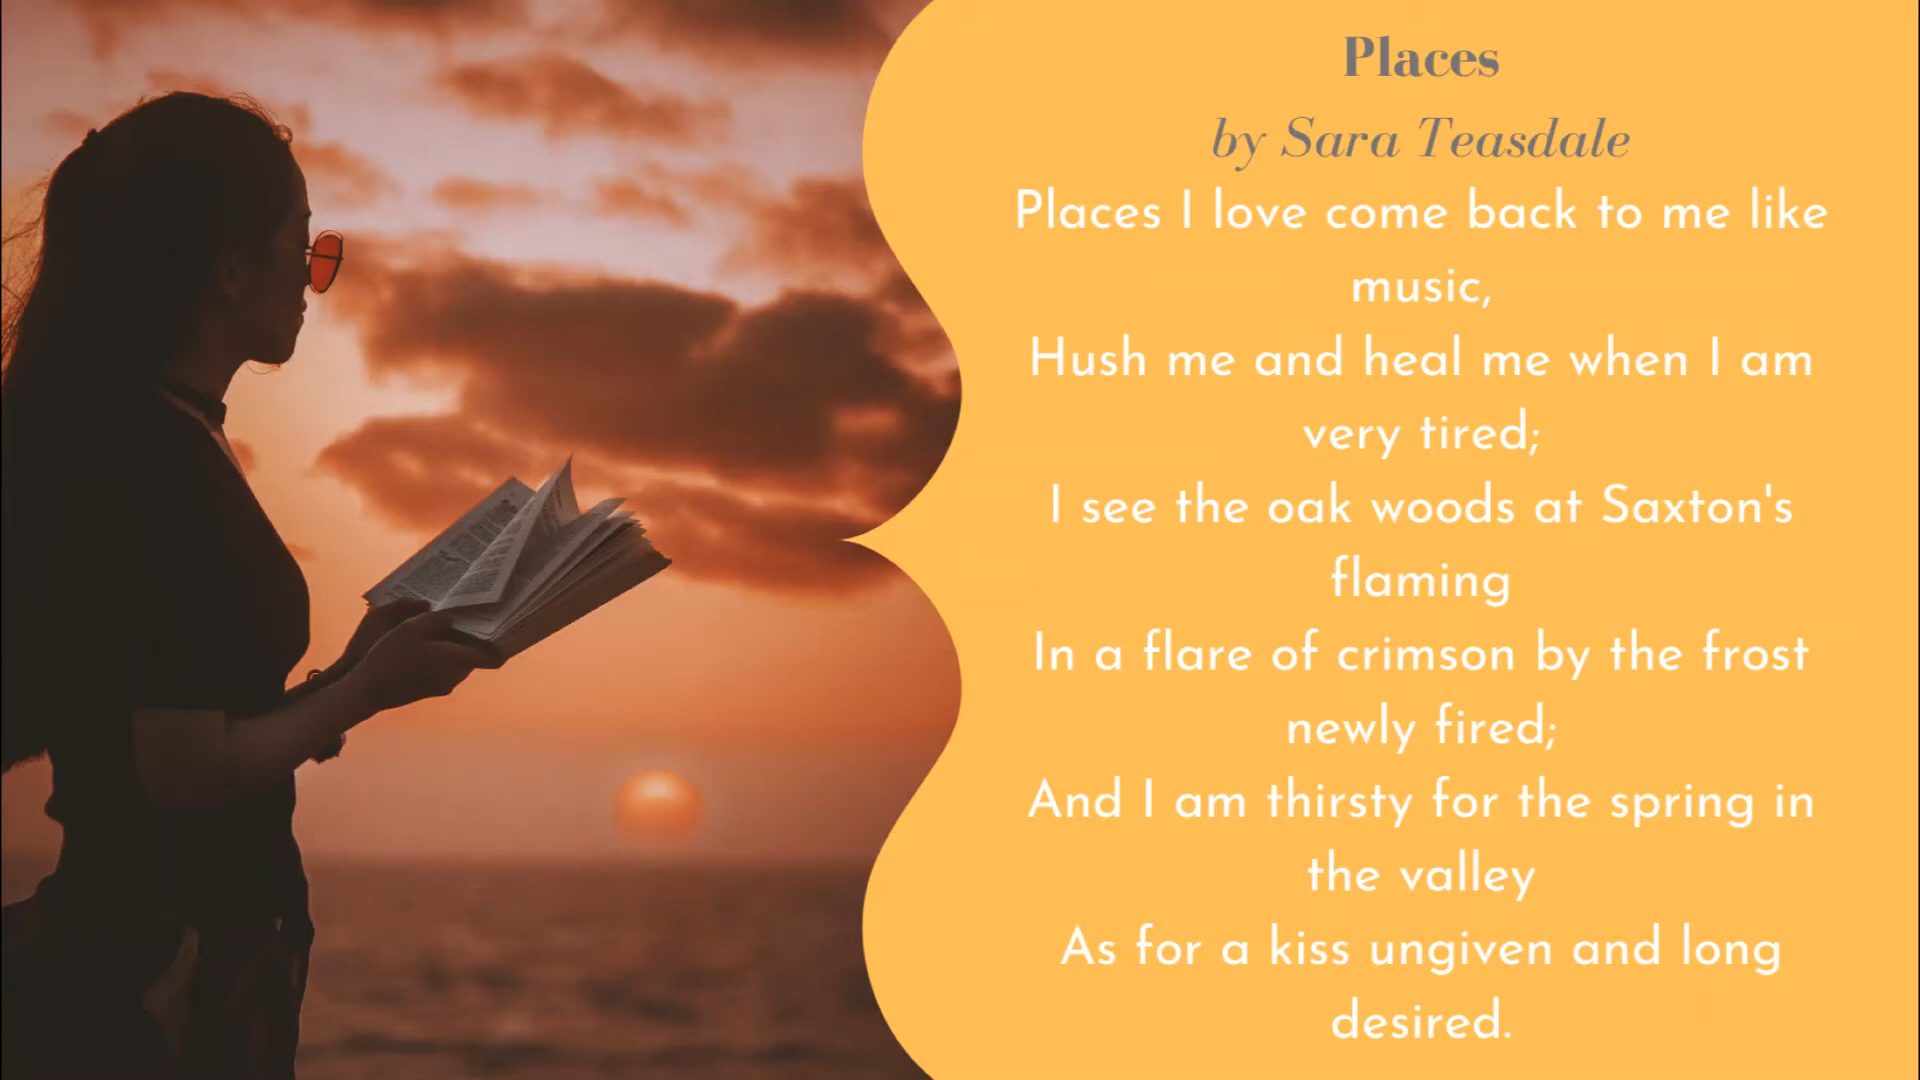 Places
by Sara Teasdale
Places I love come back to me like
music,
Hush me and heal me when I am
very tired;
I see the oak woods at Saxton's
flaming
In a flare of crimson by the frost
newly fired;
And I am thirsty for the spring in
the valley
As for a kiss ungiven and long
desired.